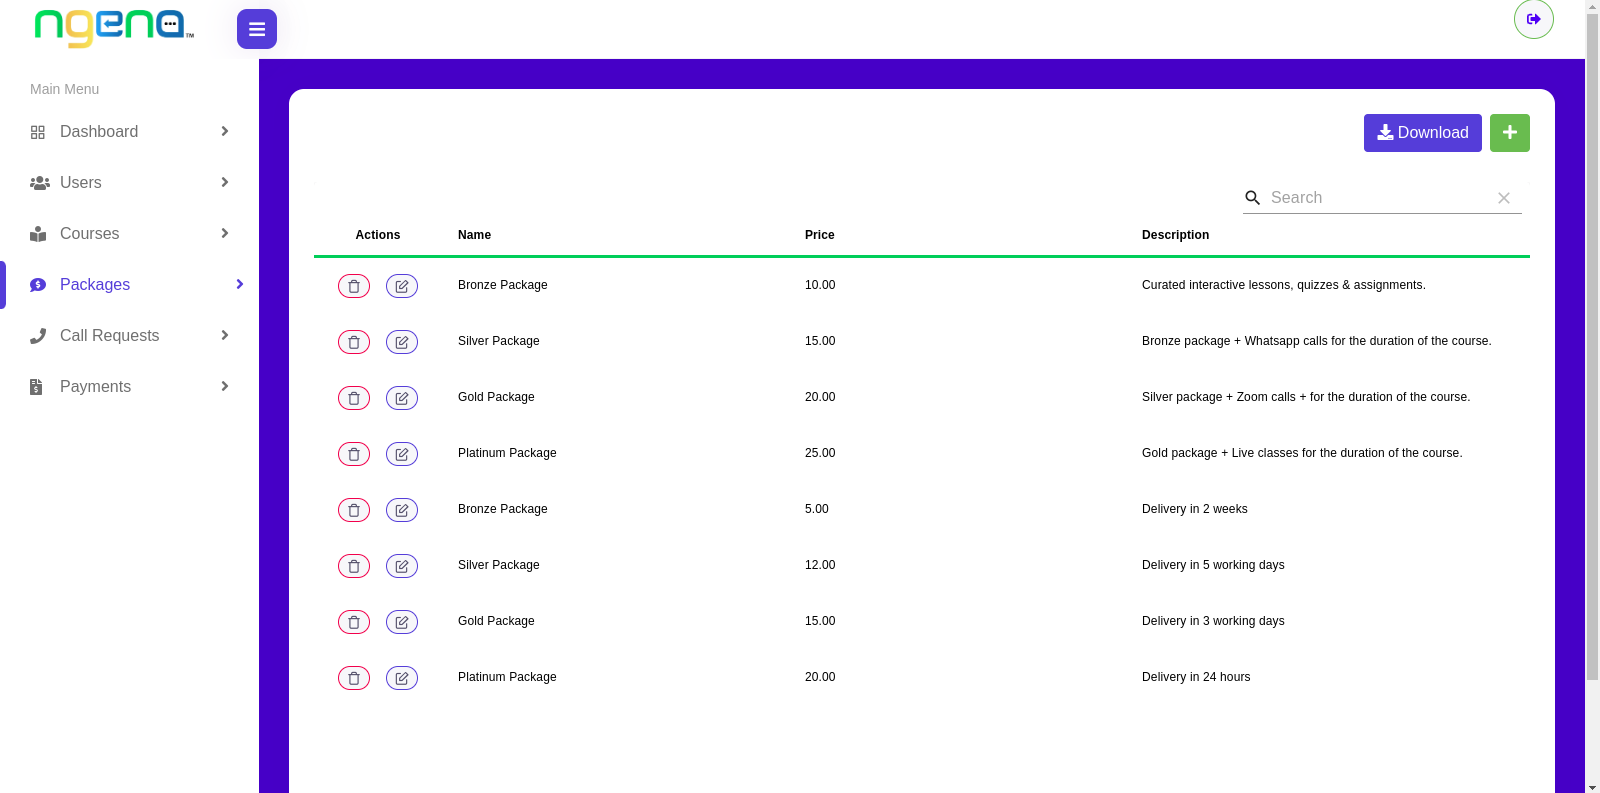 ngena™
Main Menu
Dashboard
Users
Courses
Packages
Call Requests
Payments
Download
Search
Actions Name Price Description
Bronze Package 10.00 Curated interactive lessons, quizzes & assignments.
Silver Package 15.00 Bronze package + Whatsapp calls for the duration of the course.
Gold Package 20.00 Silver package + Zoom calls + for the duration of the course.
Platinum Package 25.00 Gold package + Live classes for the duration of the course.
Bronze Package 5.00 Delivery in 2 weeks
Silver Package 12.00 Delivery in 5 working days
Gold Package 15.00 Delivery in 3 working days
Platinum Package 20.00 Delivery in 24 hours